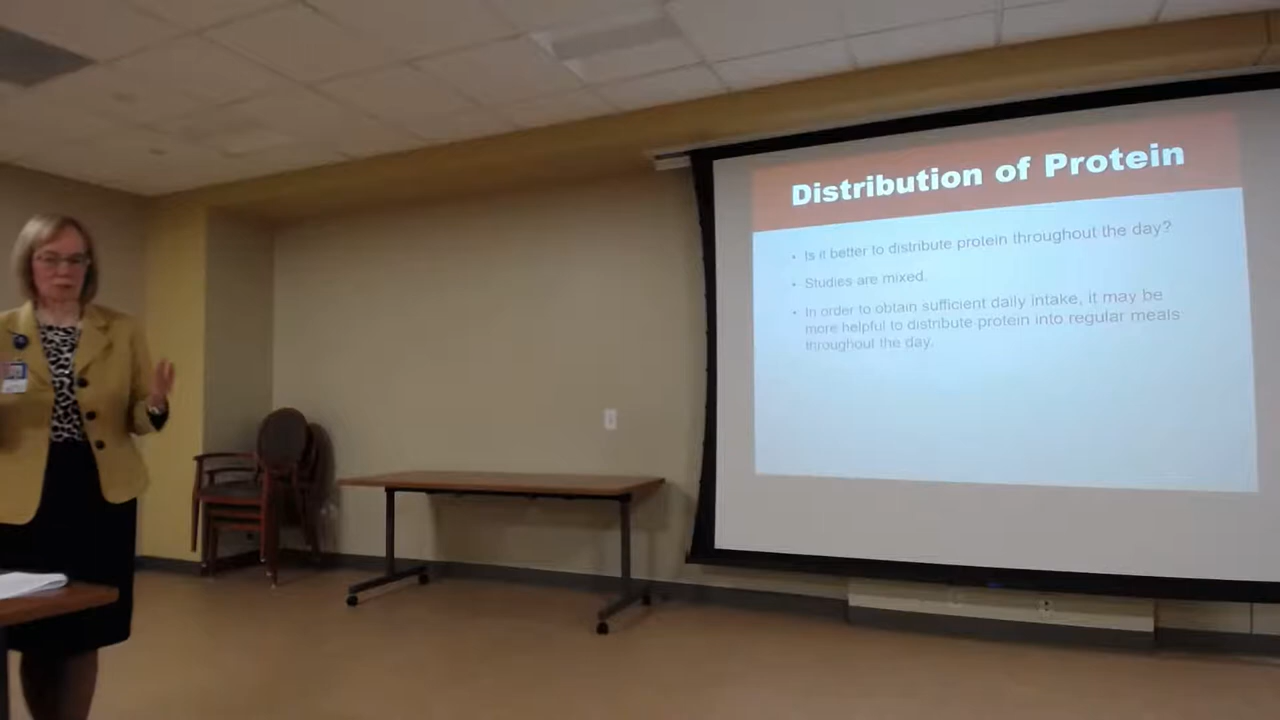 Distribution of Protein
• Is it better to distribute protein throughout the day?
• Studies are mixed.
• In order to obtain sufficient daily intake, it may be
more helpful to distribute protein into regular meals
throughout the day.